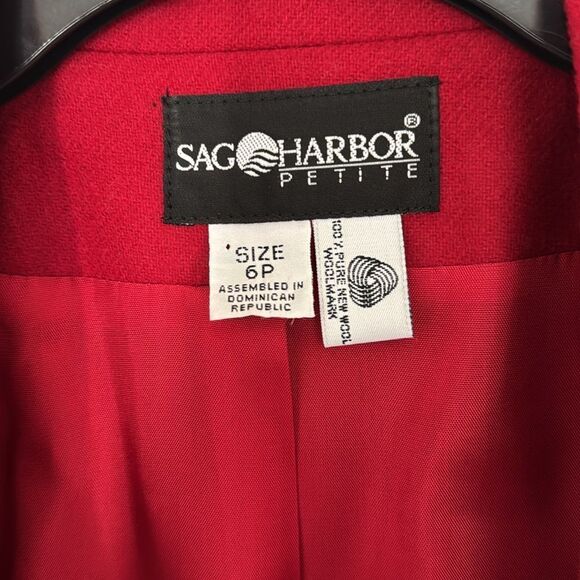 SAG HARBOR®
PETITE
SIZE
6P
ASSEMBLED IN
DOMINICAN
REPUBLIC
100% PURE NEW WOOL
WOOLMARK